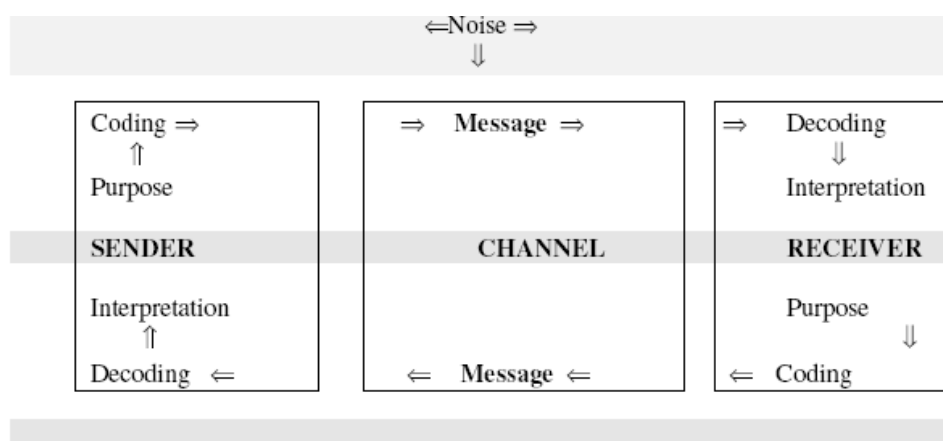 ⇐Noise ⇒
⇓
Coding ⇒ ⇒ Message ⇒ ⇒ Decoding
⇑ ⇓
Purpose Interpretation
SENDER CHANNEL RECEIVER
Interpretation Purpose
⇑ ⇓
Decoding ⇐ ⇐ Message ⇐ ⇐ Coding